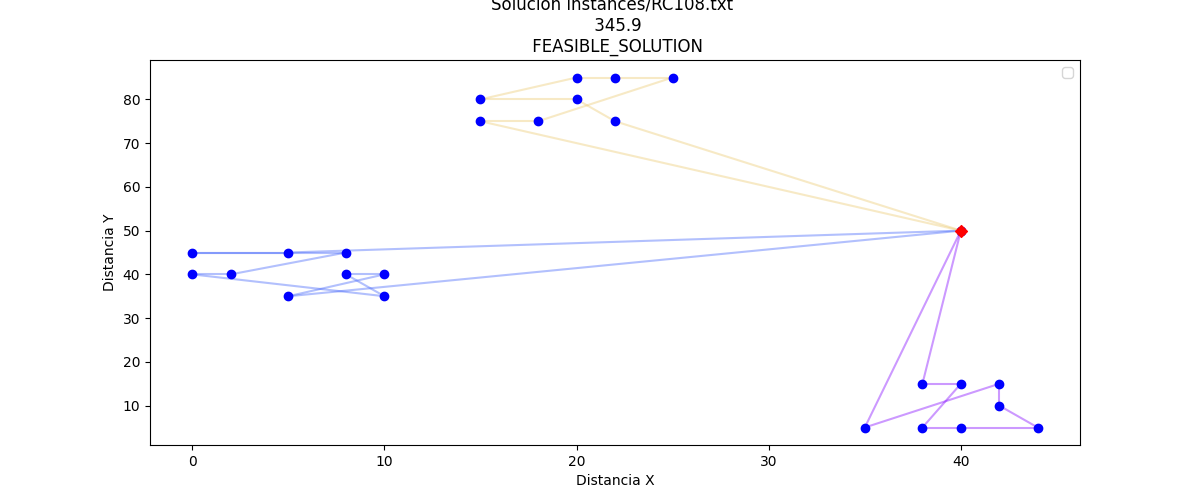 Solucion instances/RC108.txt
345.9
FEASIBLE_SOLUTION
Distancia Y
80
70
60
50
40
30
20
10
0 10 20 30 40
Distancia X